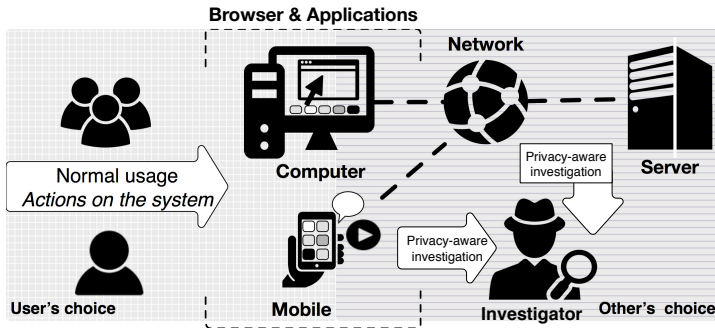 Browser & Applications
Network
Computer
Server
Normal usage
Actions on the system
Privacy-aware
investigation
Privacy-aware
investigation
User's choice
Mobile
Investigator
Other's choice